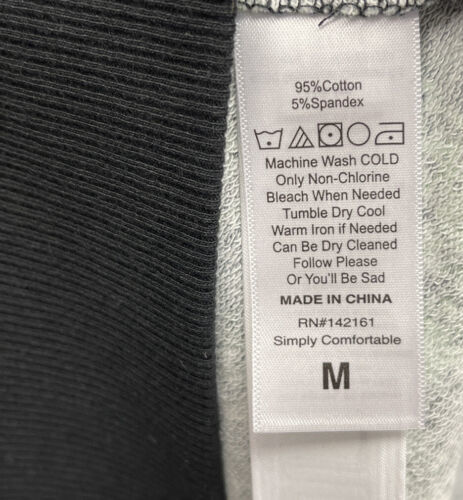 95%Cotton
5%Spandex
Machine Wash COLD
Only Non-Chlorine
Bleach When Needed
Tumble Dry Cool
Warm Iron if Needed
Can Be Dry Cleaned
Follow Please
Or You'll Be Sad
MADE IN CHINA
RN#142161
Simply Comfortable
M